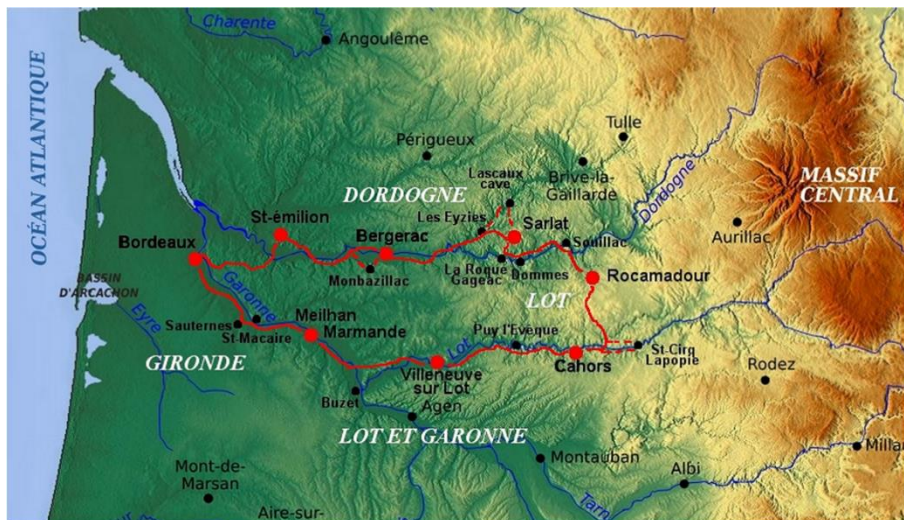 Charente
Angoulême
OCÉAN ATLANTIQUE
Tulle
Périgueux
Brive-la-
Gaillarde
MASSIF
CENTRAL
Lascaux
cave
DORDOGNE
Dordogne
Les Eyzies
St-émilion
Sarlat
Aurillac
Bordeaux
Bergerac
Souillac
La Roque
Gageac
Dommes
Monbazillac
Rocamadour
BASSIN
D'ARCACHON
LOT
Garonne
Eyre
Meilhan
Marmande
Sauternes
St-Macaire
Puy l'Evêque
Lot
St-Cirq
Lapopie
GIRONDE
Cahors
Rodez
Villeneuve
sur Lot
Buzet
Agen
LOT ET GARONNE
Montauban
Albi
Millau
Mont-de-
Marsan
Tarn
Aire-sur-